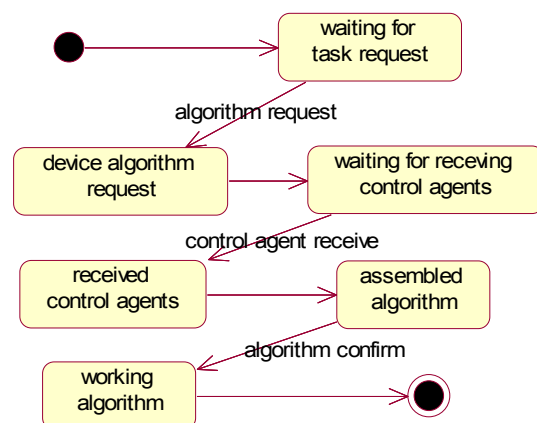 waiting for
task request
algorithm request
device algorithm
request
waiting for receving
control agents
control agent receive
received
control agents
assembled
algorithm
algorithm confirm
working
algorithm